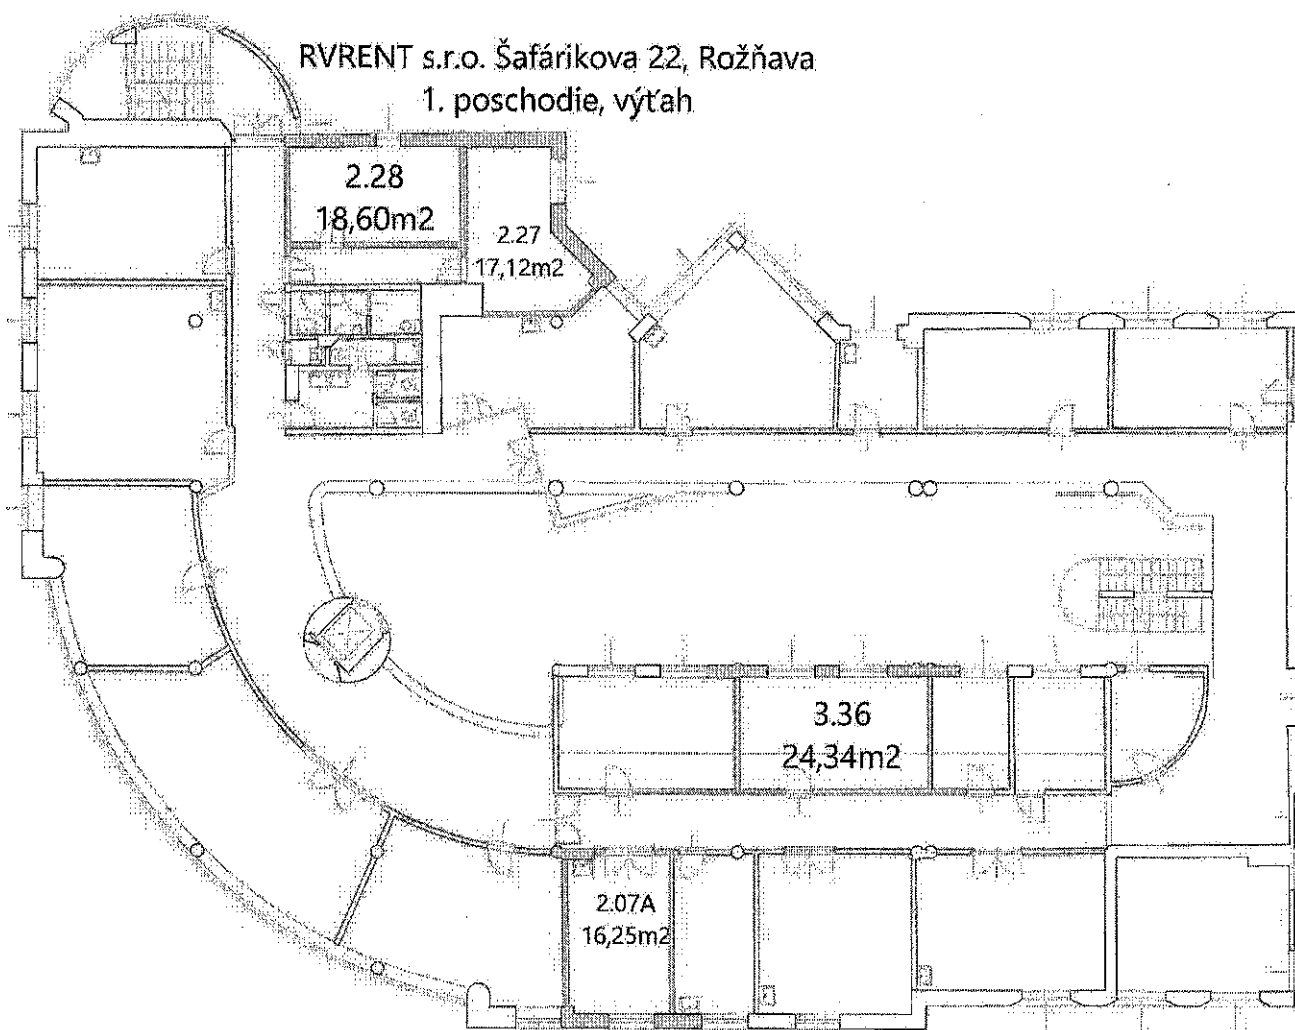 RVRENT s.r.o. Šafárikova 22, Rožňava
1. poschodie, výťah
2.28
18,60m2
2.27
17,12m2
3.36
24,34m2
2.07A
16,25m2